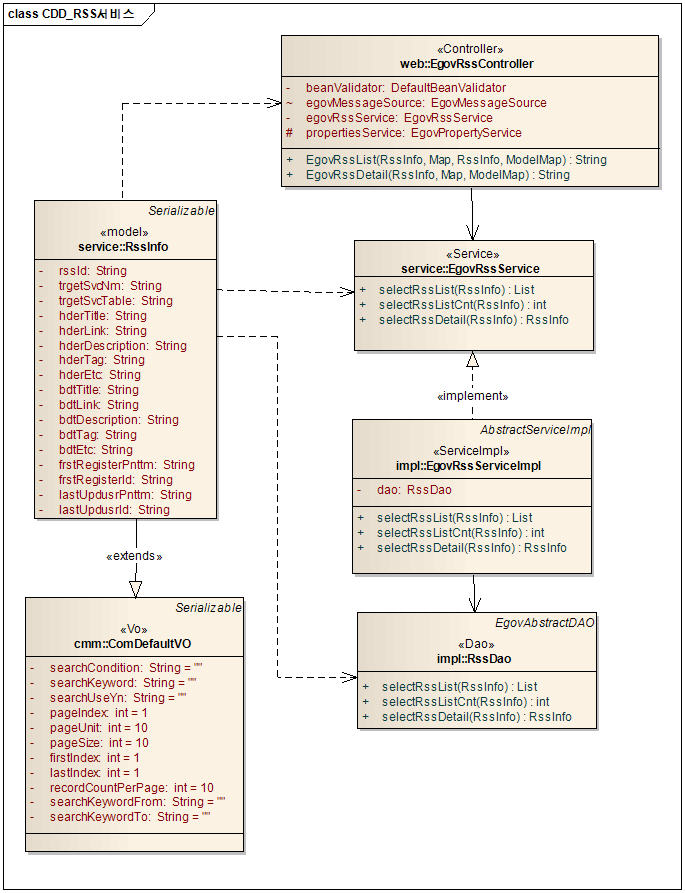 class CDD_RSS서비스
«Controller»
web::EgovRssController
- beanValidator: DefaultBeanValidator
~ egovMessageSource: EgovMessageSource
- egovRssService: EgovRssService
# propertiesService: EgovPropertyService
+ EgovRssList(RssInfo, Map, RssInfo, ModelMap) : String
+ EgovRssDetail(RssInfo, Map, ModelMap) : String
Serializable
«model»
service::RssInfo
- rssId: String
- trgetSvcNm: String
- trgetSvcTable: String
- hderTitle: String
- hderLink: String
- hderDescription: String
- hderTag: String
- hderEtc: String
- bdtTitle: String
- bdtLink: String
- bdtDescription: String
- bdtTag: String
- bdtEtc: String
- frstRegisterPnttm: String
- frstRegisterId: String
- lastUpdusrPnttm: String
- lastUpdusrId: String
«Service»
service::EgovRssService
+ selectRssList(RssInfo) : List
+ selectRssListCnt(RssInfo) : int
+ selectRssDetail(RssInfo) : RssInfo
«implement»
AbstractServiceImpl
«ServiceImpl»
impl::EgovRssServiceImpl
- dao: RssDao
+ selectRssList(RssInfo) : List
+ selectRssListCnt(RssInfo) : int
+ selectRssDetail(RssInfo) : RssInfo
«extends»
Serializable
«Vo»
cmm::ComDefaultVO
- searchCondition: String = ""
- searchKeyword: String = ""
- searchUseYn: String = ""
- pageIndex: int = 1
- pageUnit: int = 10
- pageSize: int = 10
- firstIndex: int = 1
- lastIndex: int = 1
- recordCountPerPage: int = 10
- searchKeywordFrom: String = ""
- searchKeywordTo: String = ""
EgovAbstractDAO
«Dao»
impl::RssDao
+ selectRssList(RssInfo) : List
+ selectRssListCnt(RssInfo) : int
+ selectRssDetail(RssInfo) : RssInfo